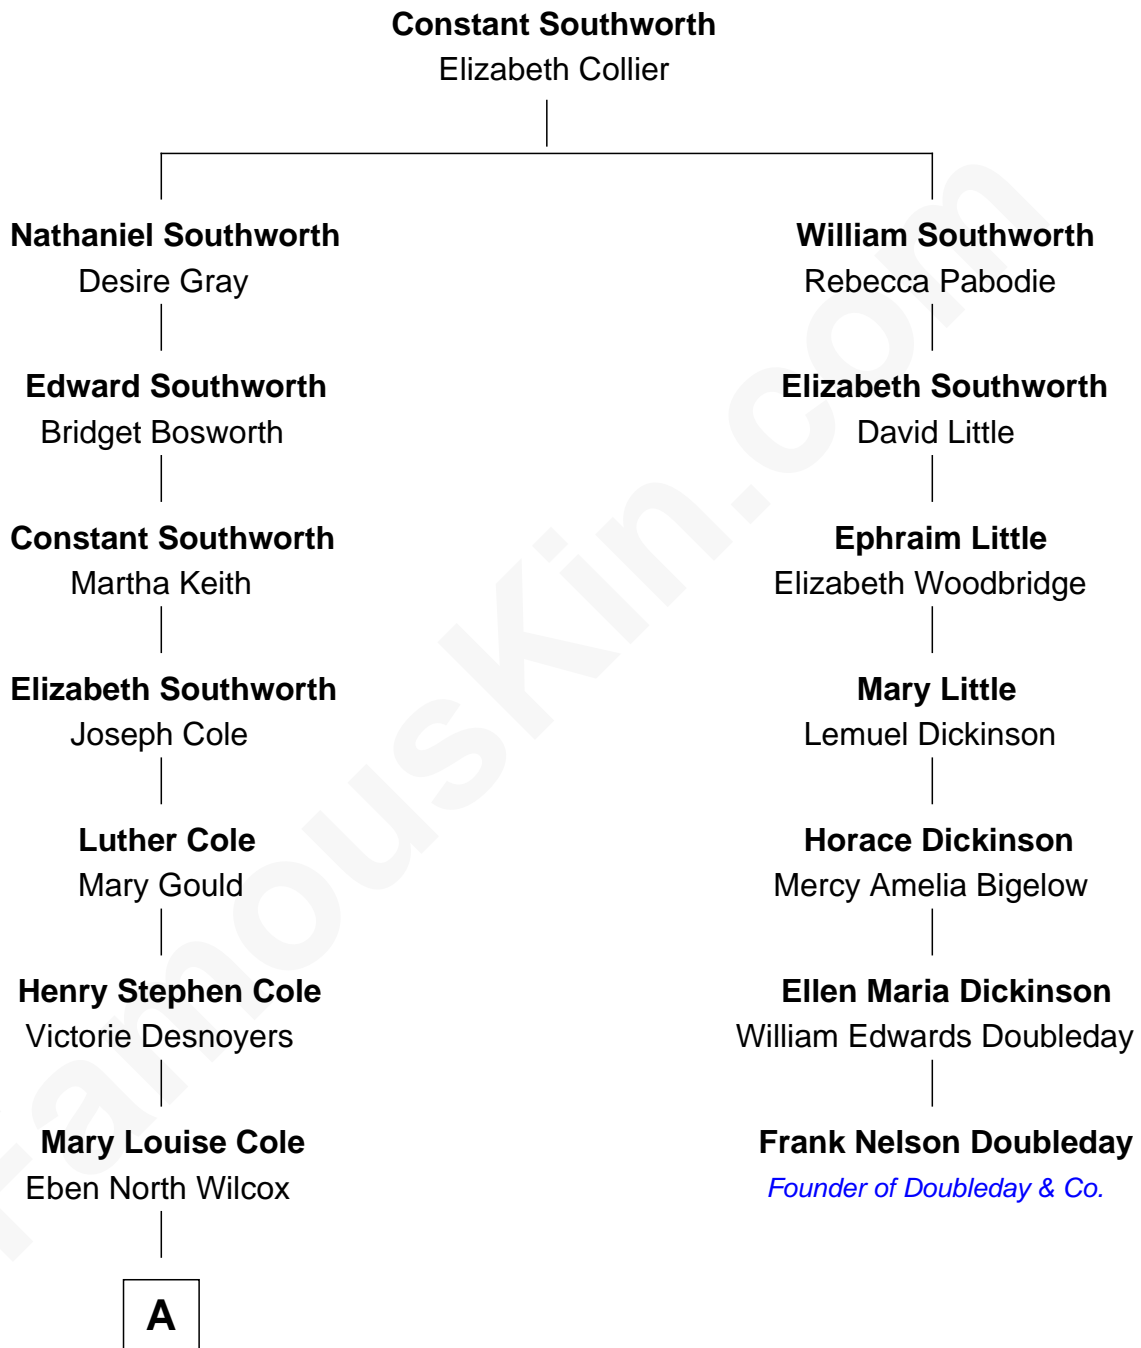 Constant Southworth
Elizabeth Collier
Nathaniel Southworth
Desire Gray
William Southworth
Rebecca Pabodie
Edward Southworth
Bridget Bosworth
Elizabeth Southworth
David Little
Constant Southworth
Martha Keith
Ephraim Little
Elizabeth Woodbridge
Elizabeth Southworth
Joseph Cole
Mary Little
Lemuel Dickinson
Luther Cole
Mary Gould
Horace Dickinson
Mercy Amelia Bigelow
Henry Stephen Cole
Victorie Desnoyers
Ellen Maria Dickinson
William Edwards Doubleday
Mary Louise Cole
Eben North Wilcox
Frank Nelson Doubleday
Founder of Doubleday & Co.
A
FamousKin.com